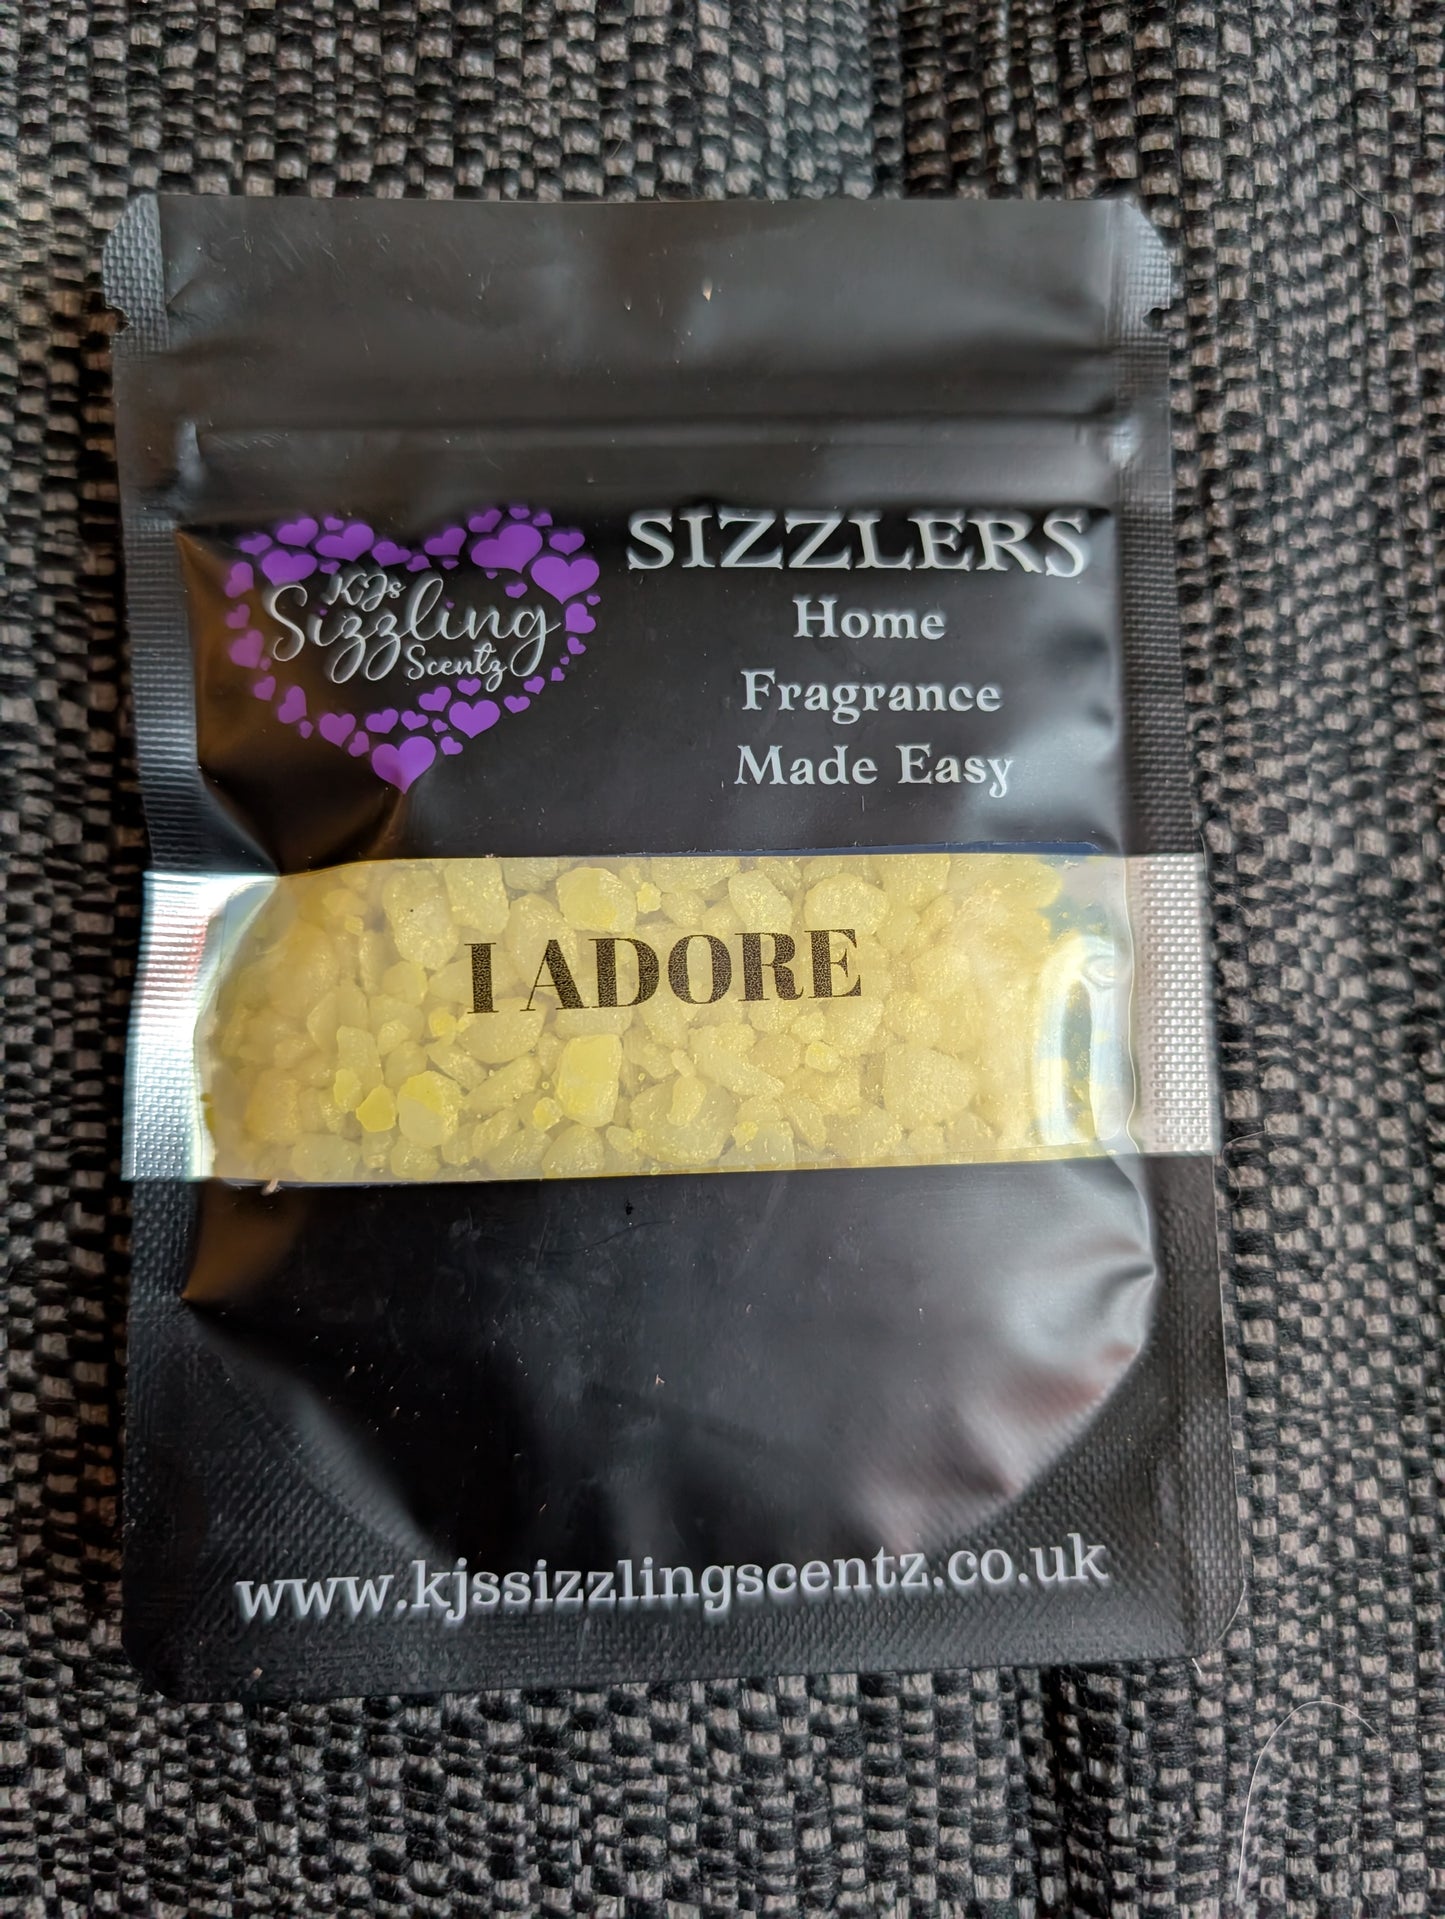 KJs
Sizzling
Scentz
SIZZLERS
Home
Fragrance
Made Easy
I ADORE
www.kjssizzlingscentz.co.uk